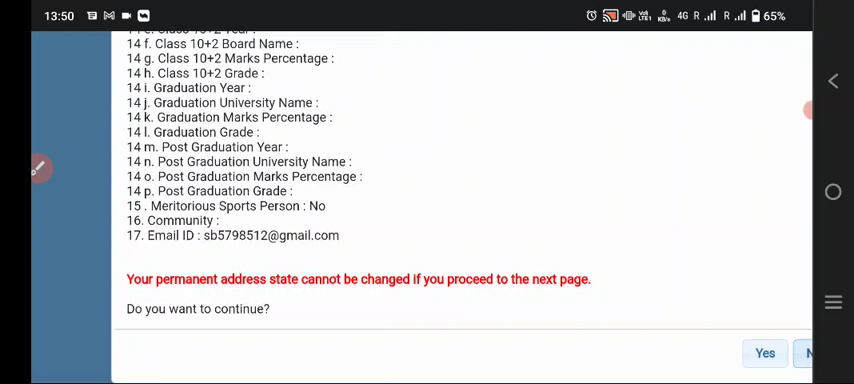 13:50
4G R R 65%
14 f. Class 10+2 Board Name :
14 g. Class 10+2 Marks Percentage :
14 h. Class 10+2 Grade :
14 i. Graduation Year :
14 j. Graduation University Name :
14 k. Graduation Marks Percentage :
14 l. Graduation Grade :
14 m. Post Graduation Year :
14 n. Post Graduation University Name :
14 o. Post Graduation Marks Percentage :
14 p. Post Graduation Grade :
15 . Meritorious Sports Person : No
16. Community :
17. Email ID : sb5798512@gmail.com
Your permanent address state cannot be changed if you proceed to the next page.
Do you want to continue?
Yes